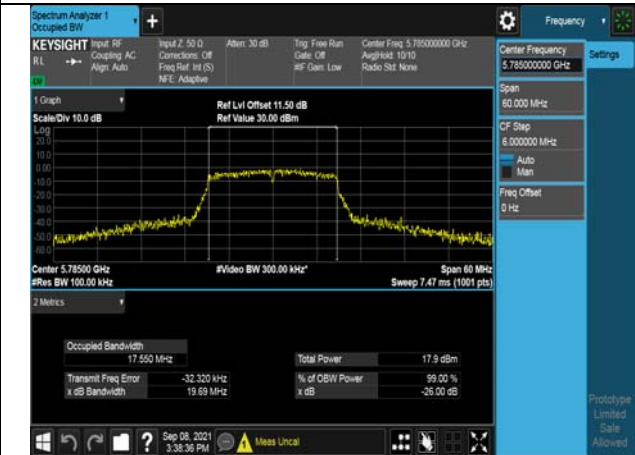 Spectrum Analyzer 1
Occupied BW
+
Frequency
KEYSIGHT
RL
Input: RF
Coupling: AC
Align: Auto
Input Z: 50 Ω
Corrections: Off
Freq Ref: Int (S)
NFE: Adaptive
Atten: 30 dB
Trig: Free Run
Gate: Off
#IF Gain: Low
Center Freq: 5.785000000 GHz
Avg|Hold: 10/10
Radio Std: None
Center Frequency
5.785000000 GHz
Settings
Span
60.000 MHz
CF Step
6.000000 MHz
Auto
Man
Freq Offset
0 Hz
1 Graph
Scale/Div 10.0 dB
Ref Lvl Offset 11.50 dB
Ref Value 30.00 dBm
Log
20.0
10.0
0.00
-10.0
-20.0
-30.0
-40.0
-50.0
-60.0
Center 5.78500 GHz
#Video BW 300.00 kHz*
Span 60 MHz
#Res BW 100.00 kHz
Sweep 7.47 ms (1001 pts)
2 Metrics
Occupied Bandwidth
17.550 MHz
Total Power 17.9 dBm
Transmit Freq Error -32.320 kHz
% of OBW Power 99.00 %
x dB Bandwidth 19.69 MHz
x dB -26.00 dB
Prototype
Limited
Sale
Allowed
?
Sep 08, 2021
3:38:36 PM
Meas Uncal